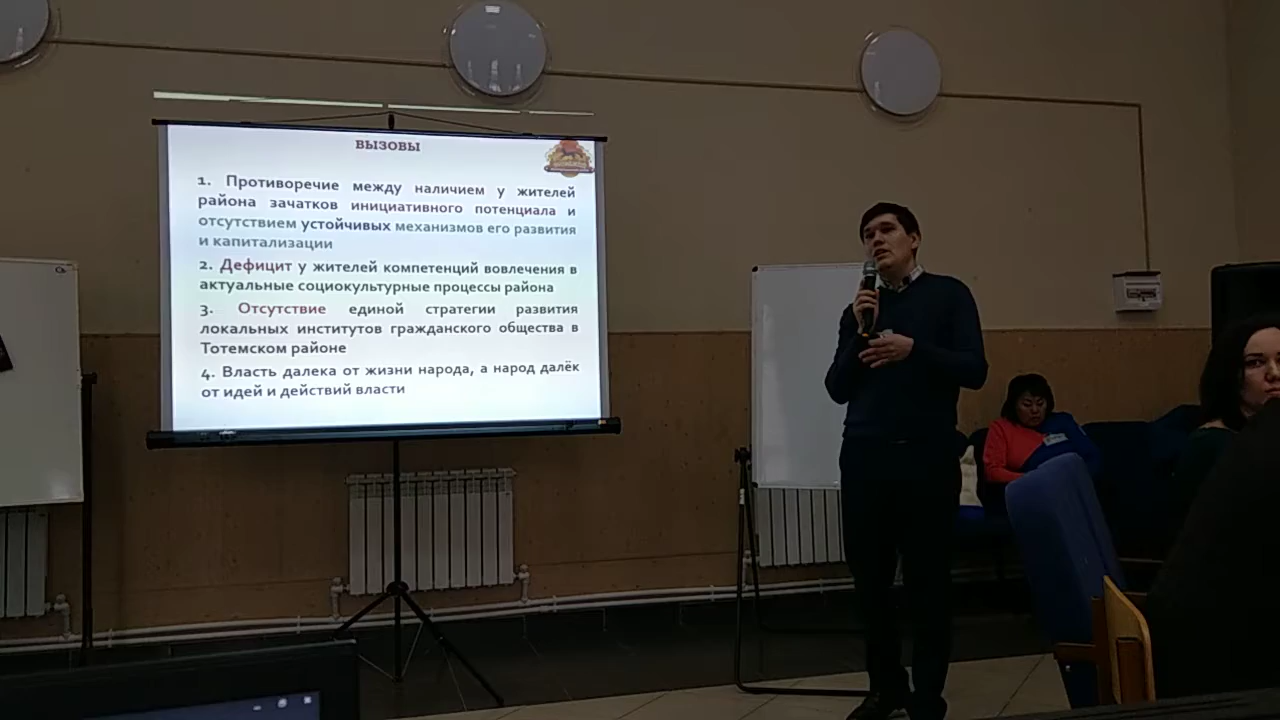 ВЫЗОВЫ
1. Противоречие между наличием у жителей
района зачатков инициативного потенциала и
отсутствием устойчивых механизмов его развития
и капитализации
2. Дефицит у жителей компетенций вовлечения в
актуальные социокультурные процессы района
3. Отсутствие единой стратегии развития
локальных институтов гражданского общества в
Тотемском районе
4. Власть далека от жизни народа, а народ далёк
от идей и действий власти